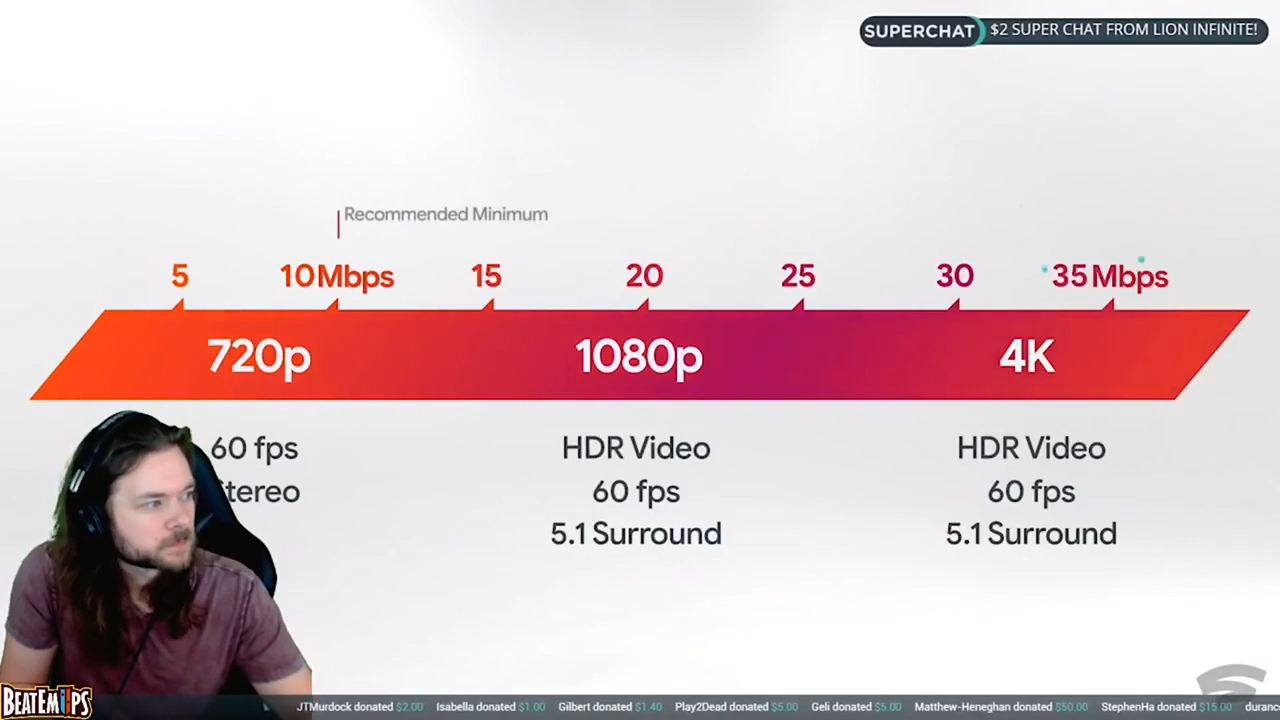 SUPERCHAT $2 SUPER CHAT FROM LION INFINITE!
Recommended Minimum
5 10 Mbps 15 20 25 30 35 Mbps
720p 1080p 4K
60 fps HDR Video HDR Video
tereo 60 fps 60 fps
5.1 Surround 5.1 Surround
BEATEMUPS
JTMurdock donated $2.00 Isabella donated $1.00 Gilbert donated $1.40 Play2Dead donated $5.00 Geli donated $5.00 Matthew-Heneghan donated $50.00 StephenHa donated $15.00 duranc